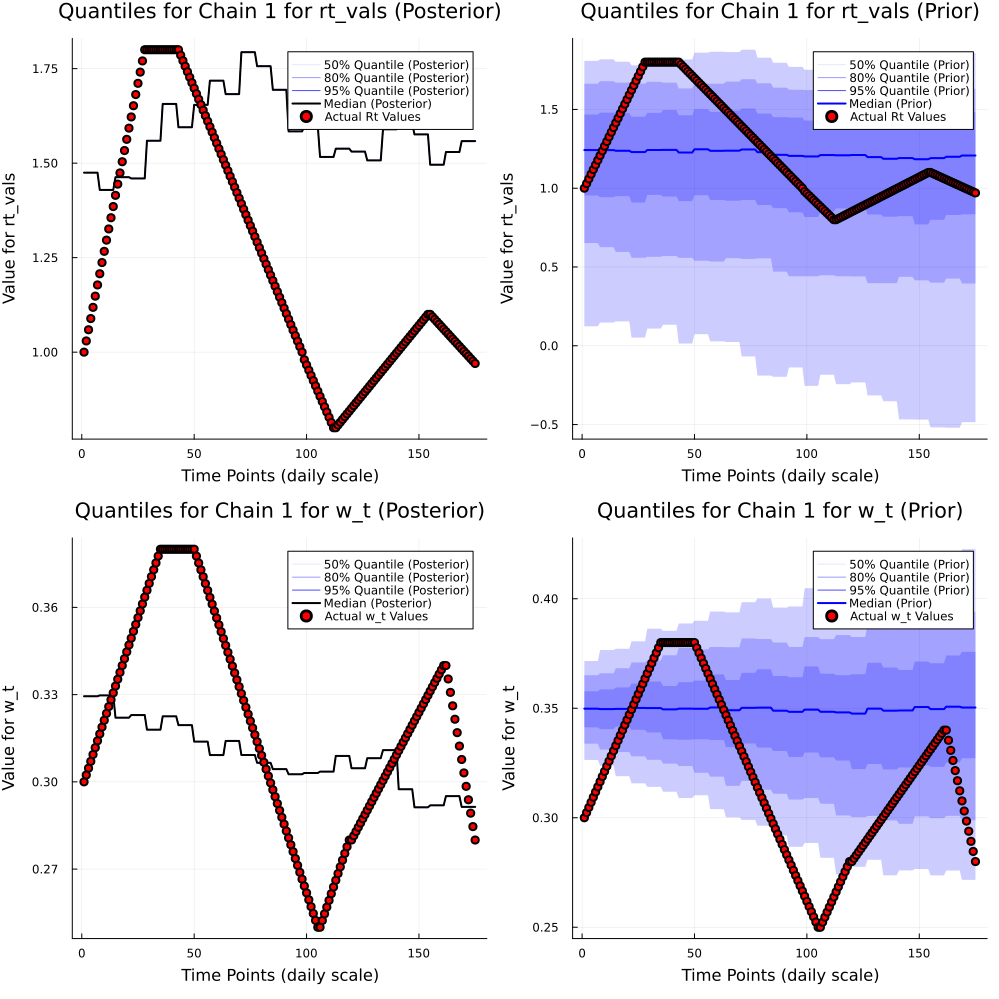 Quantiles for Chain 1 for rt_vals (Posterior)
Value for rt_vals
1.75
1.50
1.25
1.00
50% Quantile (Posterior)
80% Quantile (Posterior)
95% Quantile (Posterior)
Median (Posterior)
Actual Rt Values
0
50
100
150
Time Points (daily scale)
Quantiles for Chain 1 for rt_vals (Prior)
Value for rt_vals
1.5
1.0
0.5
0.0
−0.5
50% Quantile (Prior)
80% Quantile (Prior)
95% Quantile (Prior)
Median (Prior)
Actual Rt Values
0
50
100
150
Time Points (daily scale)
Quantiles for Chain 1 for w_t (Posterior)
Value for w_t
0.36
0.33
0.30
0.27
50% Quantile (Posterior)
80% Quantile (Posterior)
95% Quantile (Posterior)
Median (Posterior)
Actual w_t Values
0
50
100
150
Time Points (daily scale)
Quantiles for Chain 1 for w_t (Prior)
Value for w_t
0.40
0.35
0.30
0.25
50% Quantile (Prior)
80% Quantile (Prior)
95% Quantile (Prior)
Median (Prior)
Actual w_t Values
0
50
100
150
Time Points (daily scale)